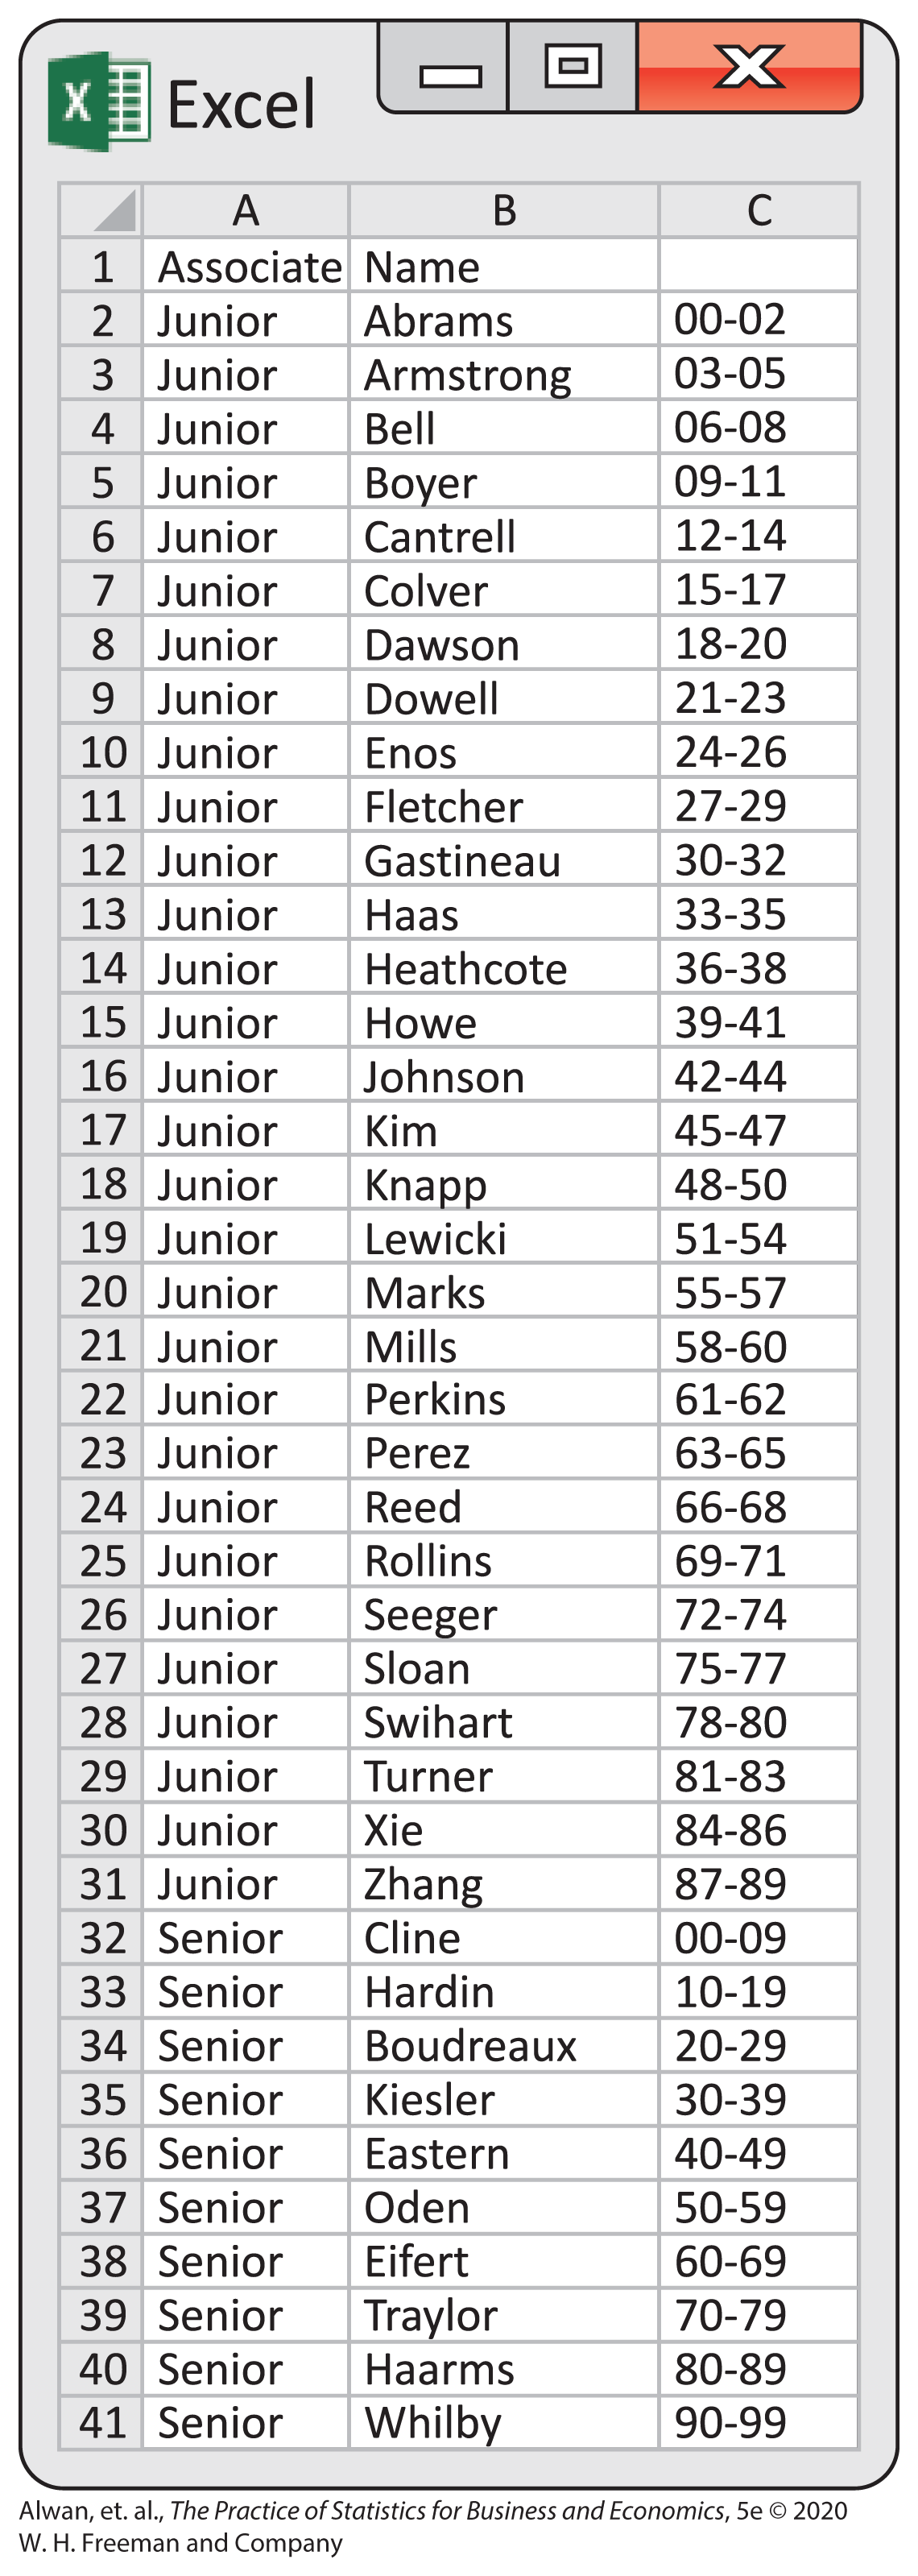 X Excel
A B C
1 Associate Name
2 Junior Abrams 00-02
3 Junior Armstrong 03-05
4 Junior Bell 06-08
5 Junior Boyer 09-11
6 Junior Cantrell 12-14
7 Junior Colver 15-17
8 Junior Dawson 18-20
9 Junior Dowell 21-23
10 Junior Enos 24-26
11 Junior Fletcher 27-29
12 Junior Gastineau 30-32
13 Junior Haas 33-35
14 Junior Heathcote 36-38
15 Junior Howe 39-41
16 Junior Johnson 42-44
17 Junior Kim 45-47
18 Junior Knapp 48-50
19 Junior Lewicki 51-54
20 Junior Marks 55-57
21 Junior Mills 58-60
22 Junior Perkins 61-62
23 Junior Perez 63-65
24 Junior Reed 66-68
25 Junior Rollins 69-71
26 Junior Seeger 72-74
27 Junior Sloan 75-77
28 Junior Swihart 78-80
29 Junior Turner 81-83
30 Junior Xie 84-86
31 Junior Zhang 87-89
32 Senior Cline 00-09
33 Senior Hardin 10-19
34 Senior Boudreaux 20-29
35 Senior Kiesler 30-39
36 Senior Eastern 40-49
37 Senior Oden 50-59
38 Senior Eifert 60-69
39 Senior Traylor 70-79
40 Senior Haarms 80-89
41 Senior Whilby 90-99
Alwan, et. al., The Practice of Statistics for Business and Economics, 5e © 2020
W. H. Freeman and Company